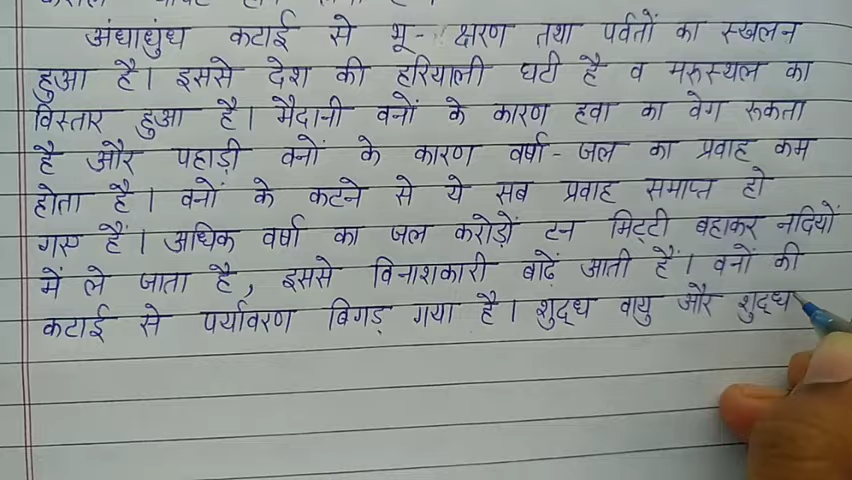 अंधाधुंध कटाई से भू- क्षरण तथा पर्वतों का स्खलन
हुआ है। इससे देश की हरियाली घटी है व मरुस्थल का
विस्तार हुआ है। मैदानी वनों के कारण हवा का वेग रुकता
है और पहाड़ी वनों के कारण वर्षा - जल का प्रवाह कम
होता है। वनों के कटने से ये सब प्रवाह समाप्त हो
गए हैं। अधिक वर्षा का जल करोड़ों टन मिट्टी बहाकर नदियों
में ले जाता है, इससे विनाशकारी बाढ़ें आती हैं। वनों की
कटाई से पर्यावरण बिगड़ गया है। शुद्ध वायु और शुद्ध